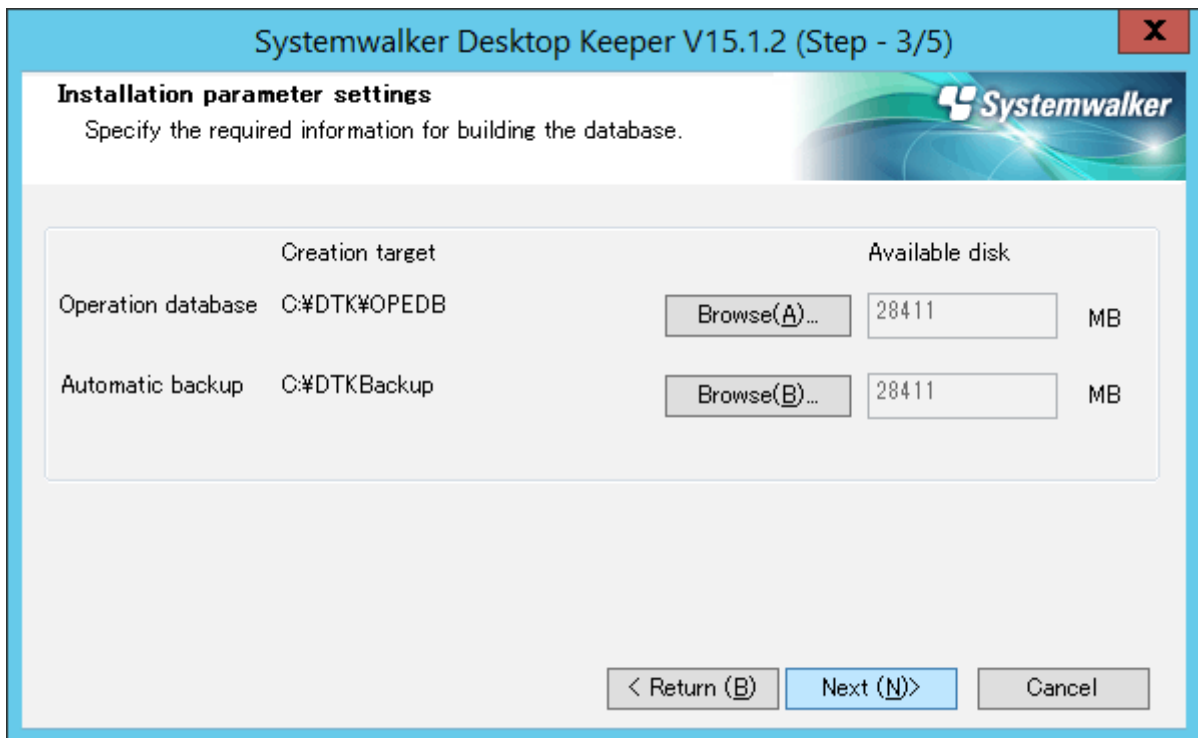 Systemwalker Desktop Keeper V15.1.2 (Step - 3/5)
x
Installation parameter settings
Specify the required information for building the database.
Systemwalker
Creation target Available disk
Operation database C:¥DTK¥OPEDB Browse(A)... 28411 MB
Automatic backup C:¥DTKBackup Browse(B)... 28411 MB
< Return (B) Next (N)> Cancel